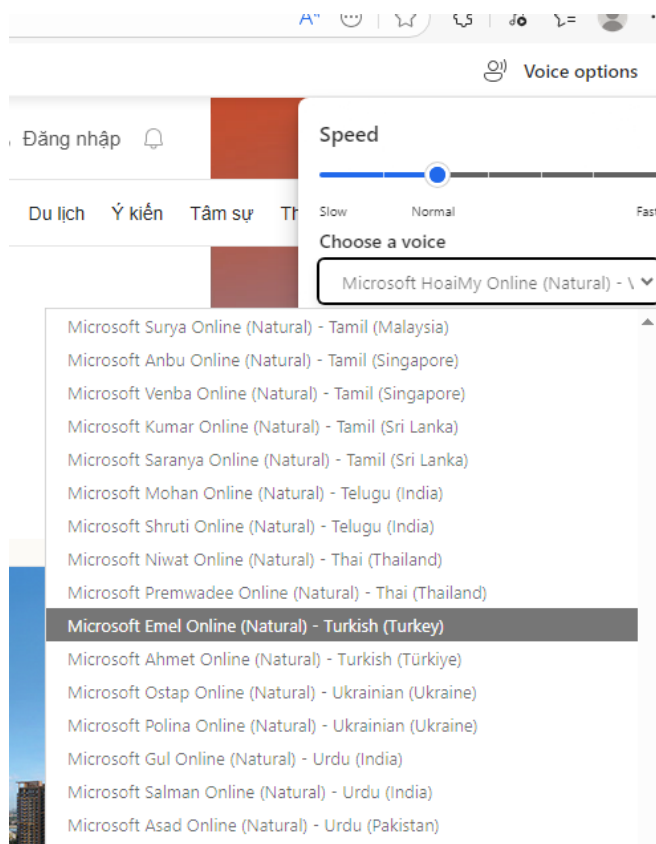 Voice options
Đăng nhập
Speed
Du lịch Ý kiến Tâm sự
Slow Normal Fast
Choose a voice
Microsoft HoaiMy Online (Natural) -
Microsoft Surya Online (Natural) - Tamil (Malaysia)
Microsoft Anbu Online (Natural) - Tamil (Singapore)
Microsoft Venba Online (Natural) - Tamil (Singapore)
Microsoft Kumar Online (Natural) - Tamil (Sri Lanka)
Microsoft Saranya Online (Natural) - Tamil (Sri Lanka)
Microsoft Mohan Online (Natural) - Telugu (India)
Microsoft Shruti Online (Natural) - Telugu (India)
Microsoft Niwat Online (Natural) - Thai (Thailand)
Microsoft Premwadee Online (Natural) - Thai (Thailand)
Microsoft Emel Online (Natural) - Turkish (Turkey)
Microsoft Ahmet Online (Natural) - Turkish (Türkiye)
Microsoft Ostap Online (Natural) - Ukrainian (Ukraine)
Microsoft Polina Online (Natural) - Ukrainian (Ukraine)
Microsoft Gul Online (Natural) - Urdu (India)
Microsoft Salman Online (Natural) - Urdu (India)
Microsoft Asad Online (Natural) - Urdu (Pakistan)